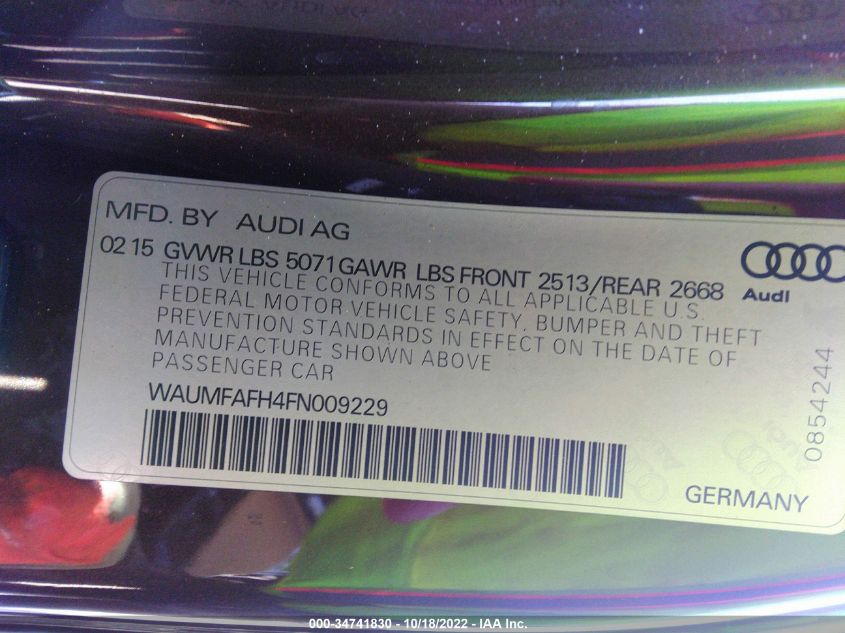 MFD. BY AUDI AG
02 15 GVWR LBS 5071 GAWR LBS FRONT 2513/REAR 2668
THIS VEHICLE CONFORMS TO ALL APPLICABLE U.S.
FEDERAL MOTOR VEHICLE SAFETY, BUMPER AND THEFT
PREVENTION STANDARDS IN EFFECT ON THE DATE OF
MANUFACTURE SHOWN ABOVE
PASSENGER CAR
WAUMFAFH4FN009229
Audi
0854244
GERMANY
000-34741830 - 10/18/2022 - IAA Inc.